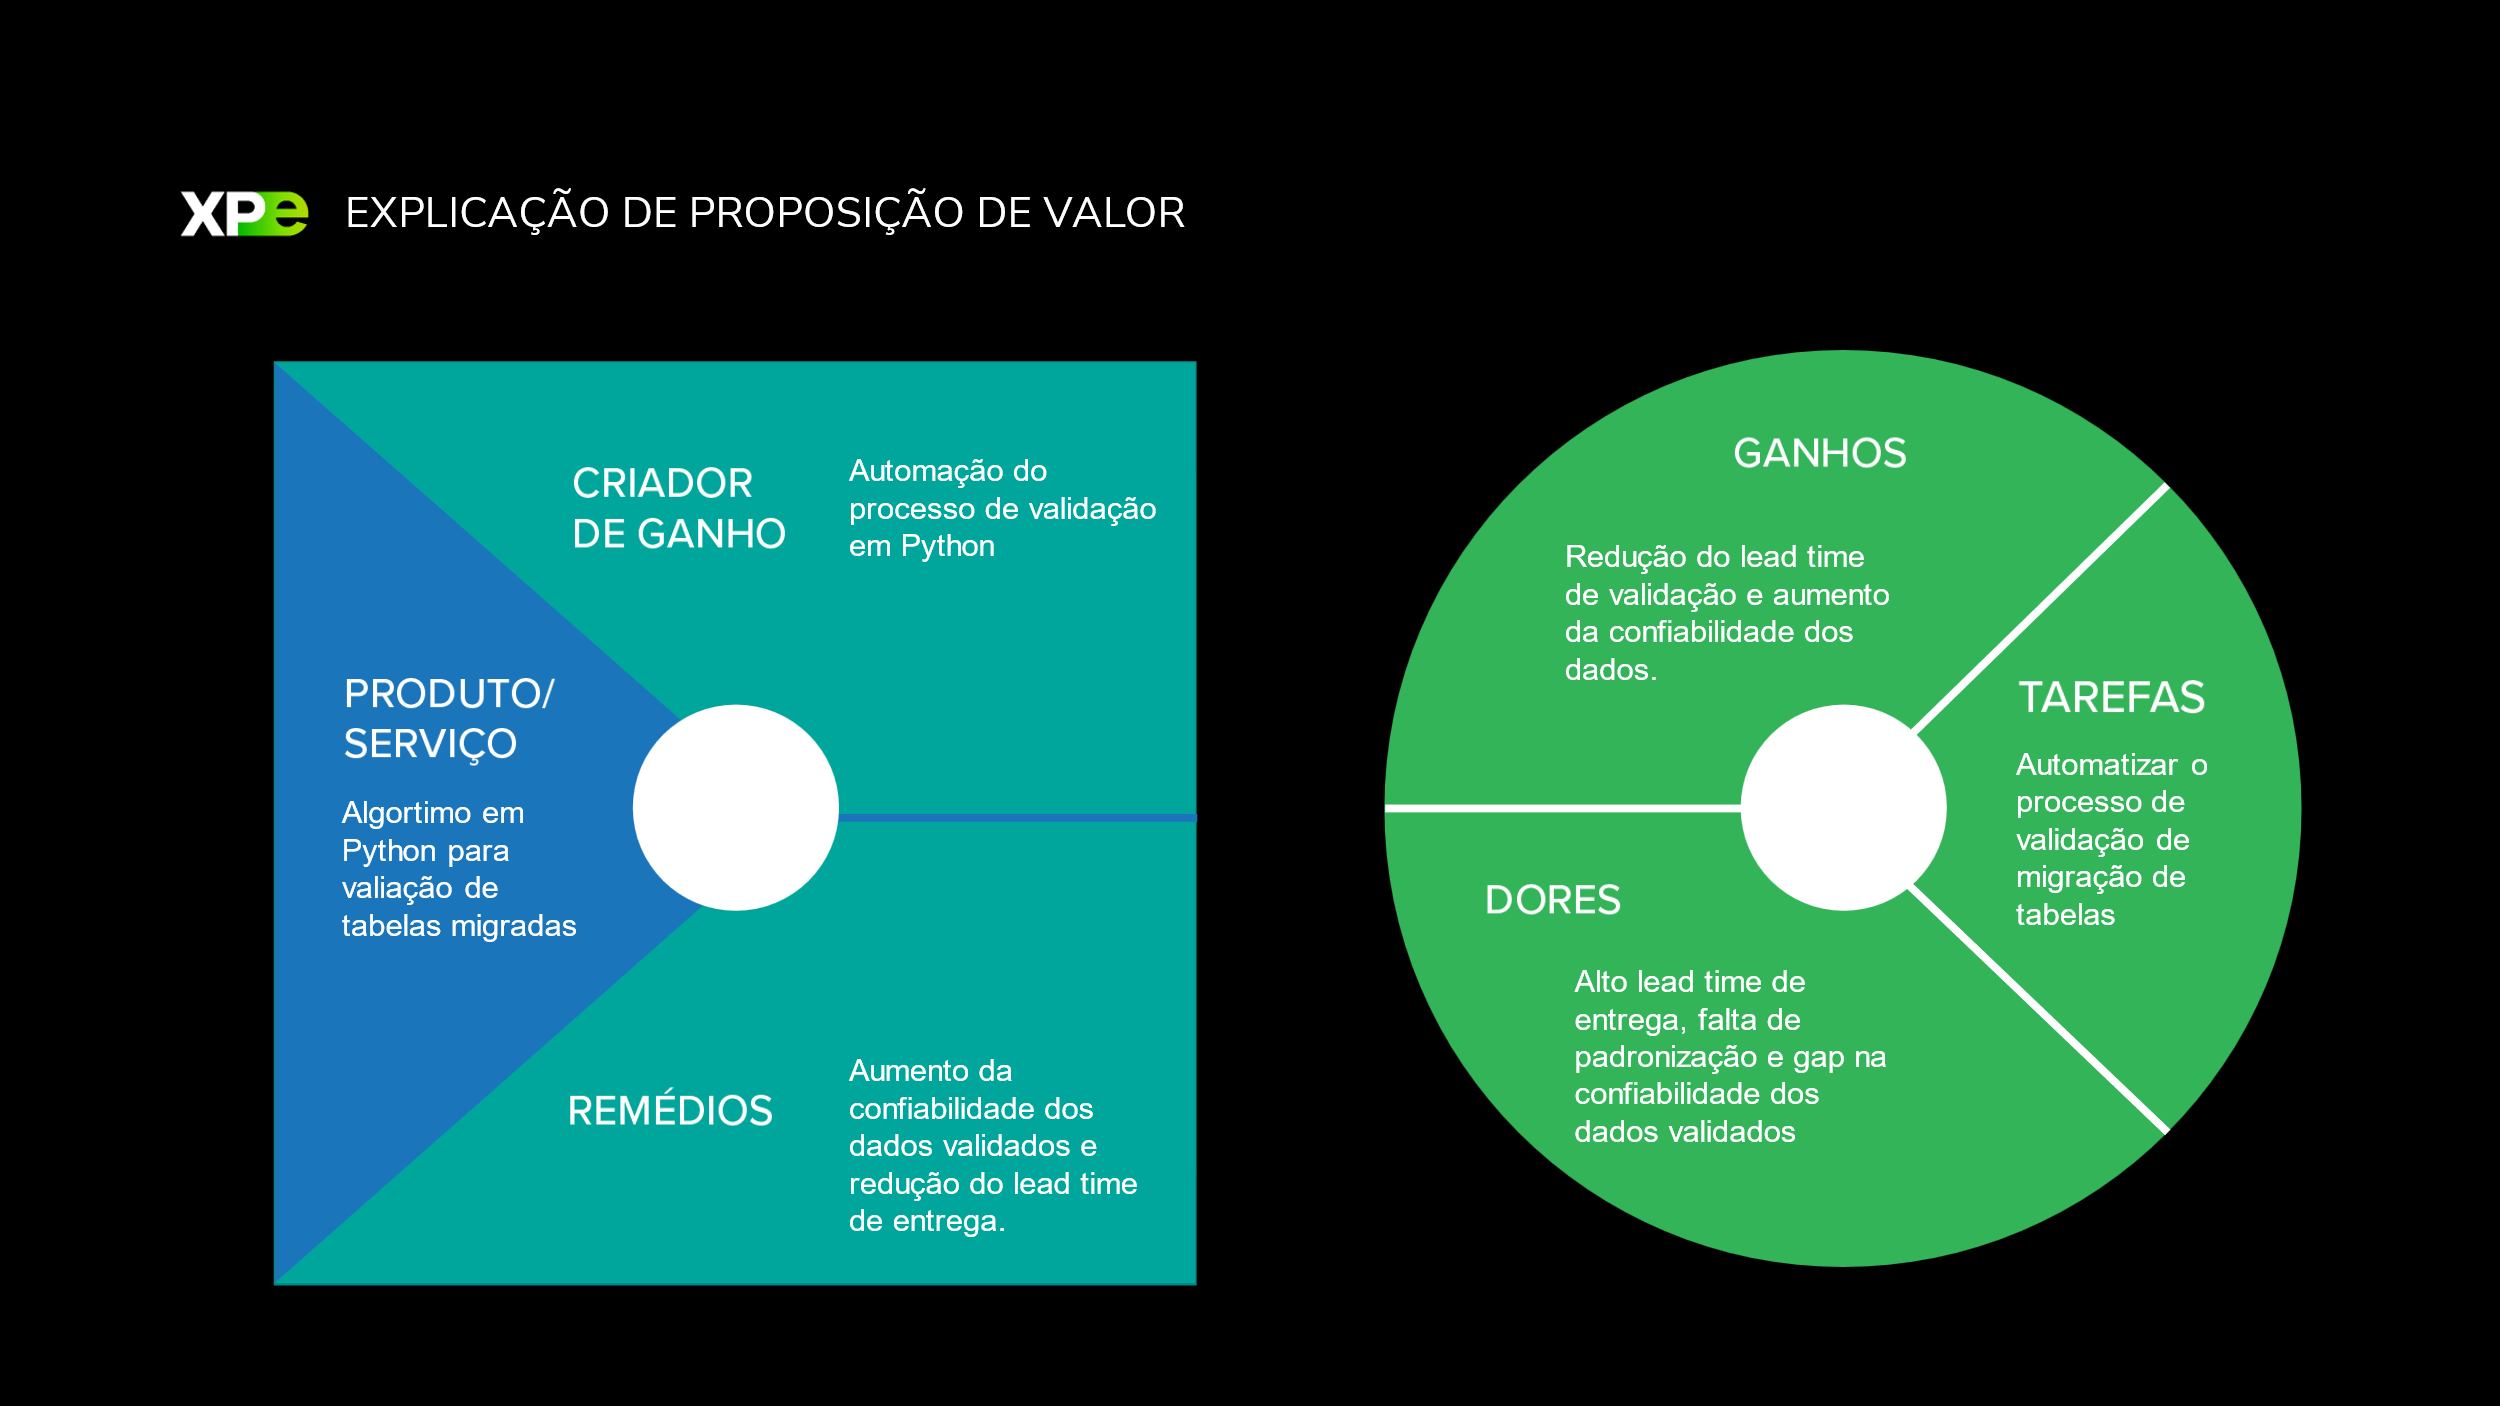 XPe EXPLICAÇÃO DE PROPOSIÇÃO DE VALOR
CRIADOR
DE GANHO
Automação do
processo de validação
em Python
PRODUTO/
SERVIÇO
Algortimo em
Python para
valiação de
tabelas migradas
REMÉDIOS
Aumento da
confiabilidade dos
dados validados e
redução do lead time
de entrega.
GANHOS
Redução do lead time
de validação e aumento
da confiabilidade dos
dados.
TAREFAS
Automatizar o
processo de
validação de
migração de
tabelas
DORES
Alto lead time de
entrega, falta de
padronização e gap na
confiabilidade dos
dados validados